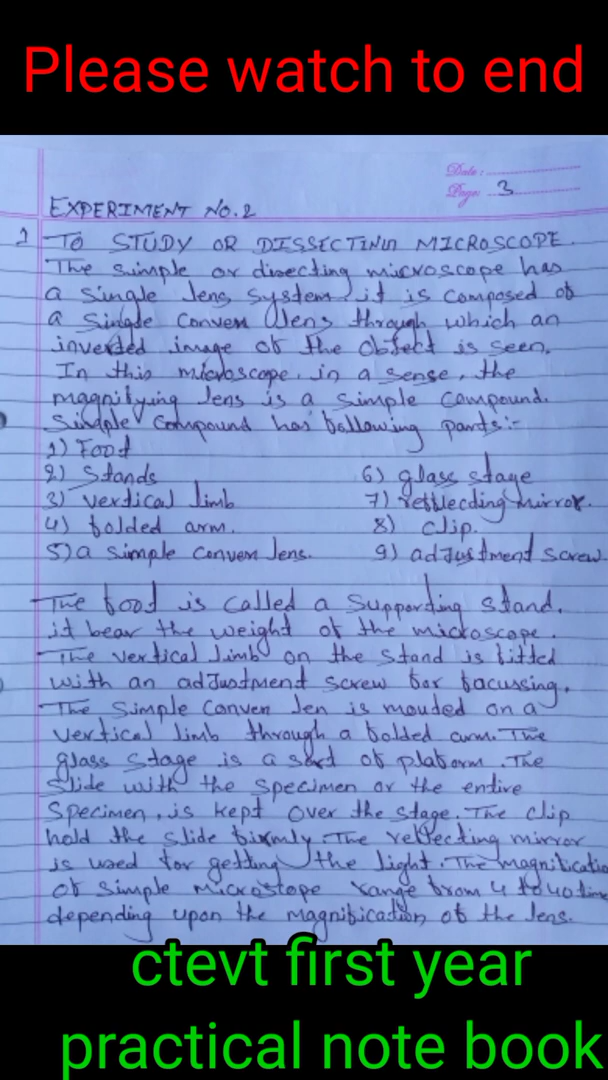 Please watch to end
Date:
Page: 3
EXPERIMENT NO.2
1 TO STUDY OR DISSECTING MICROSCOPE.
The simple or disecting microscope has
a single lens system it is composed of
a single convex lens through which an
inverted image of the object is seen.
In this microscope, in a sense, the
magnifying lens is a simple compound.
Simple compound has following parts:-
1) Foot
2) Stands
3) vertical limb
4) folded arm.
5) a simple convex lens.
6) glass stage
7) refflecding mirror.
8) clip.
9) adjustment screw.
The foot is called a supporting stand.
it bear the weight of the microscope.
The vertical limb on the stand is fitted
with an adjustment screw for facussing.
The simple convex len is mouded on a
vertical limb through a folded arm. The
glass stage is a sort of platorm. The
slide with the specimen or the entire
specimen, is kept over the stage. The clip
hold the slide firmly. The reflecting mirror
is used for getting the light. The magnificatio
of simple microstope range from 4 to 40 time
depending upon the magnification of the lens.
ctevt first year
practical note book